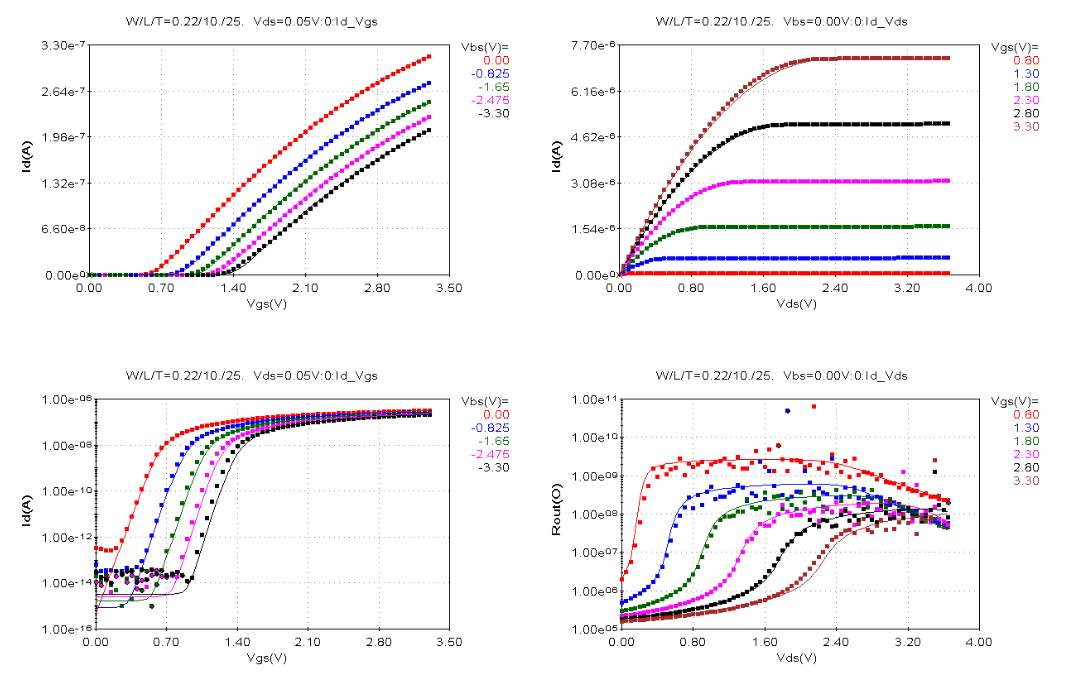 W/L/T=0.22/10./25. Vds=0.05V:0:Id_Vgs
3.30e-7
2.64e-7
1.98e-7
1.32e-7
6.60e-8
0.00e0
0.00 0.70 1.40 2.10 2.80 3.50
Id(A)
Vgs(V)
Vbs(V)=
0.00
-0.825
-1.65
-2.475
-3.30
W/L/T=0.22/10./25. Vbs=0.00V:0:Id_Vds
7.70e-6
6.16e-6
4.62e-6
3.08e-6
1.54e-6
0.00e0
0.00 0.80 1.60 2.40 3.20 4.00
Id(A)
Vds(V)
Vgs(V)=
0.80
1.30
1.80
2.30
2.80
3.30
W/L/T=0.22/10./25. Vds=0.05V:0:Id_Vgs
1.00e-06
1.00e-08
1.00e-10
1.00e-12
1.00e-14
1.00e-16
0.00 0.70 1.40 2.10 2.80 3.50
Id(A)
Vgs(V)
Vbs(V)=
0.00
-0.825
-1.65
-2.475
-3.30
W/L/T=0.22/10./25. Vbs=0.00V:0:Id_Vds
1.00e11
1.00e10
1.00e09
1.00e08
1.00e07
1.00e06
1.00e05
0.00 0.80 1.60 2.40 3.20 4.00
Rout(O)
Vds(V)
Vgs(V)=
0.80
1.30
1.80
2.30
2.80
3.30